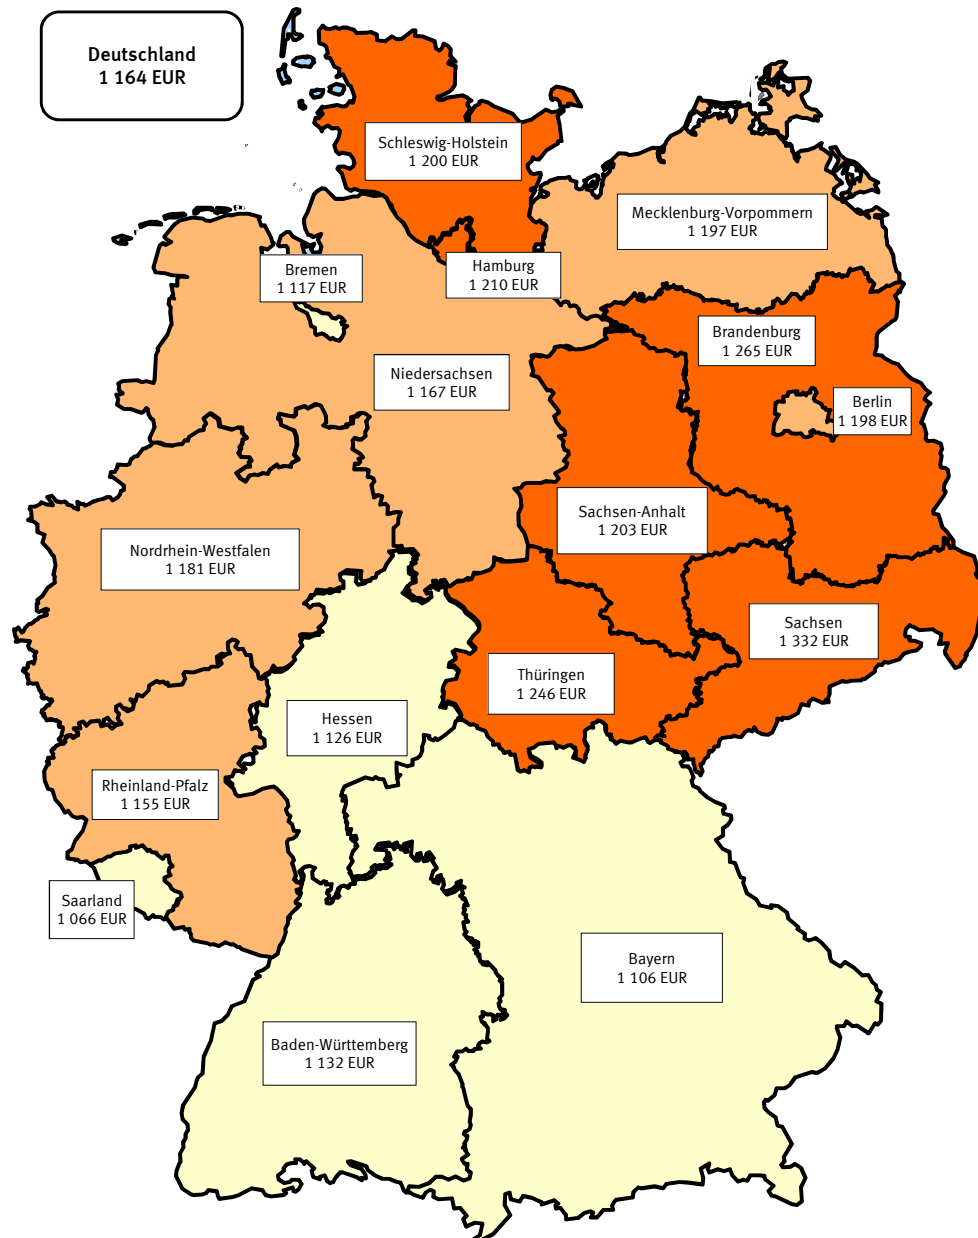 Deutschland
1 164 EUR
Schleswig-Holstein
1 200 EUR
Mecklenburg-Vorpommern
1 197 EUR
Hamburg
1 210 EUR
Bremen
1 117 EUR
Brandenburg
1 265 EUR
Niedersachsen
1 167 EUR
Berlin
1 198 EUR
Sachsen-Anhalt
1 203 EUR
Nordrhein-Westfalen
1 181 EUR
Sachsen
1 332 EUR
Thüringen
1 246 EUR
Hessen
1 126 EUR
Rheinland-Pfalz
1 155 EUR
Saarland
1 066 EUR
Bayern
1 106 EUR
Baden-Württemberg
1 132 EUR